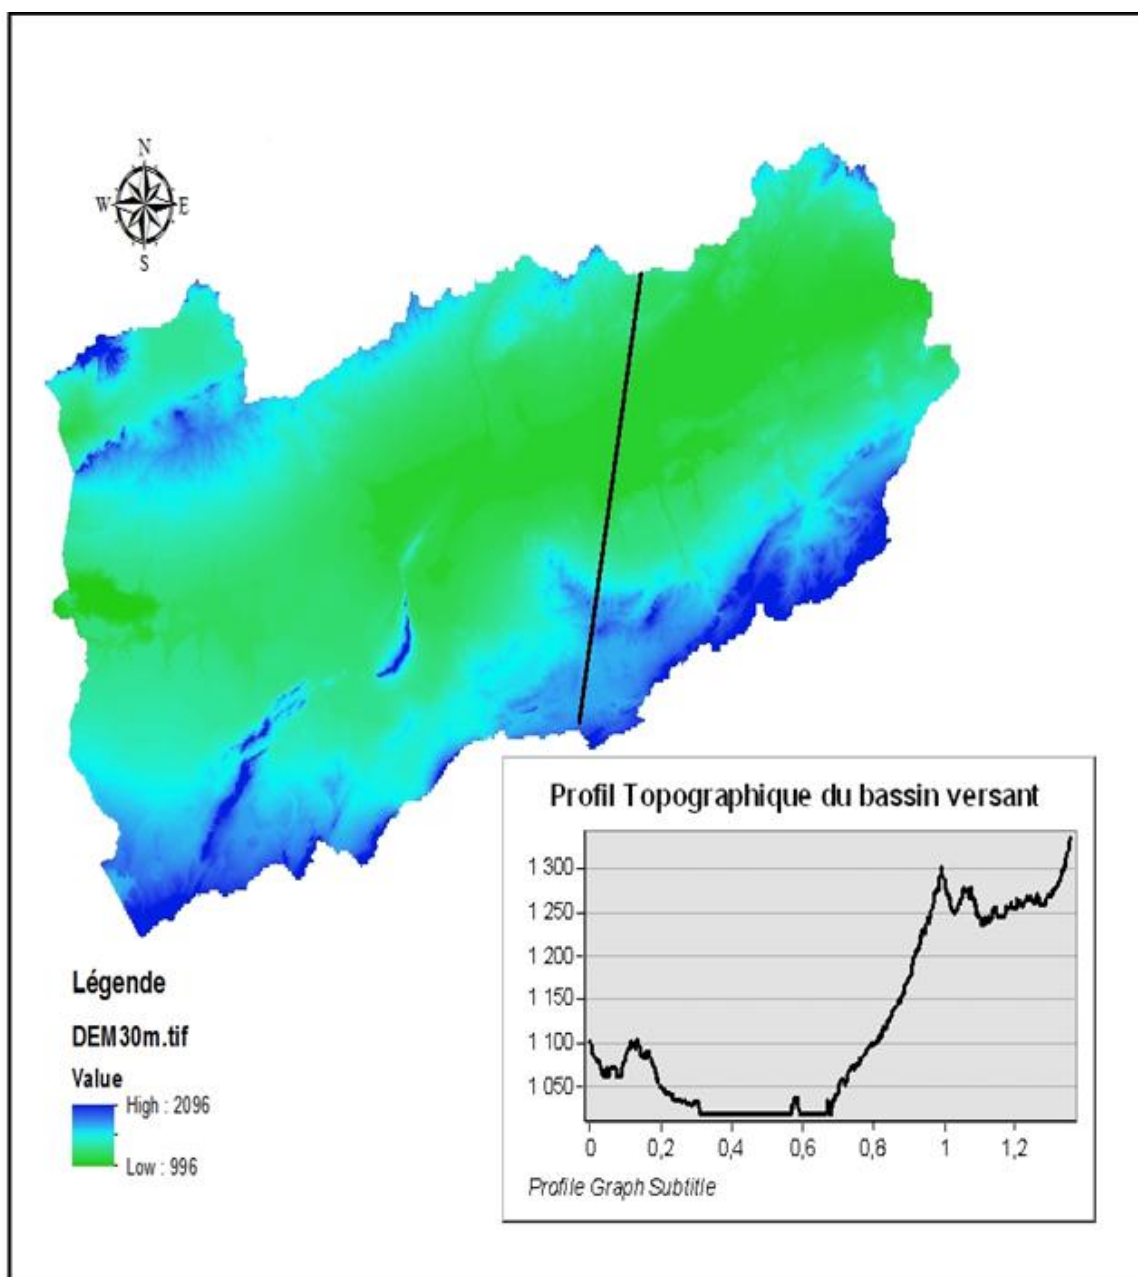 N
W E
S
Profil Topographique du bassin versant
1 300
1 250
1 200
1 150
1 100
1 050
0 0,2 0,4 0,6 0,8 1 1,2
Profile Graph Subtitle
Légende
DEM30m.tif
Value
High : 2096
Low : 996